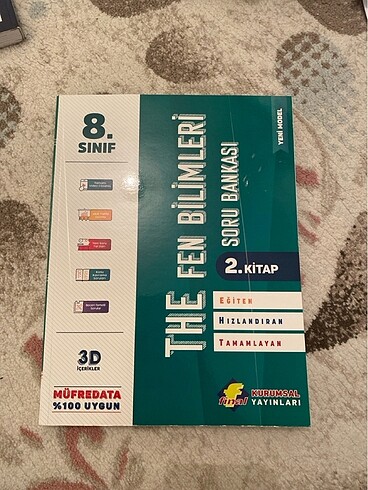 8.
SINIF
3D
İÇERİKLER
MÜFREDATA
%100 UYGUN
THE FEN BİLİMLERİ
SORU BANKASI
YENİ MODEL
2. KİTAP
EĞİTEN
HIZLANDIRAN
TAMAMLAYAN
final
KURUMSAL
YAYINLARI